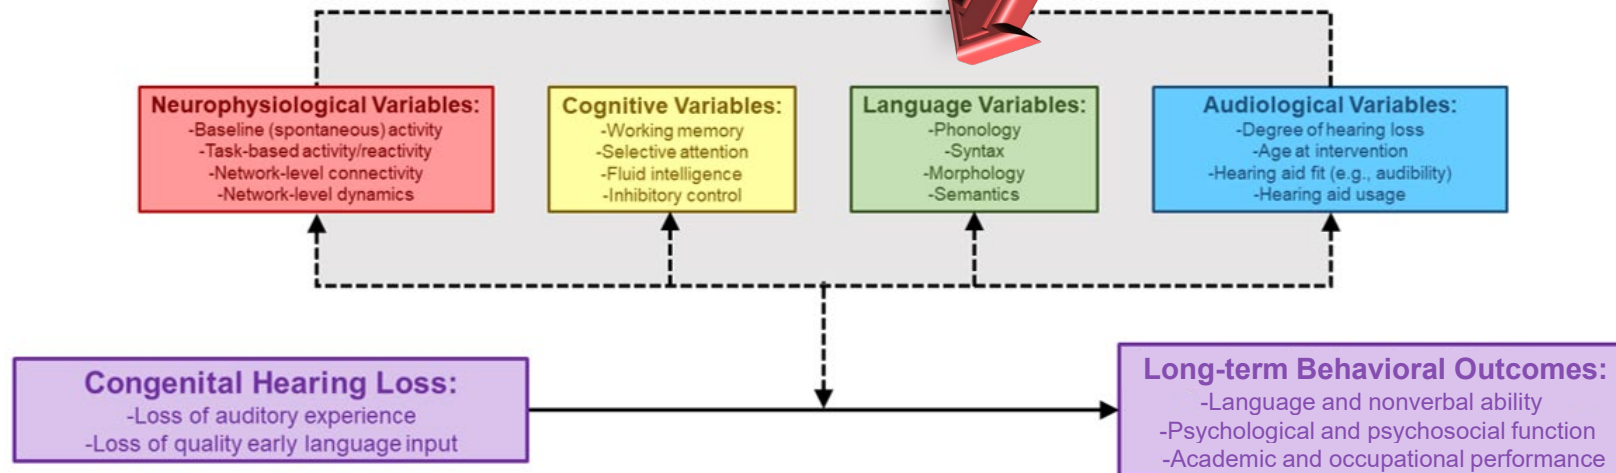 Neurophysiological Variables:
-Baseline (spontaneous) activity
-Task-based activity/reactivity
-Network-level connectivity
-Network-level dynamics
Cognitive Variables:
-Working memory
-Selective attention
-Fluid intelligence
-Inhibitory control
Language Variables:
-Phonology
-Syntax
-Morphology
-Semantics
Audiological Variables:
-Degree of hearing loss
-Age at intervention
-Hearing aid fit (e.g., audibility)
-Hearing aid usage
Congenital Hearing Loss:
-Loss of auditory experience
-Loss of quality early language input
Long-term Behavioral Outcomes:
-Language and nonverbal ability
-Psychological and psychosocial function
-Academic and occupational performance